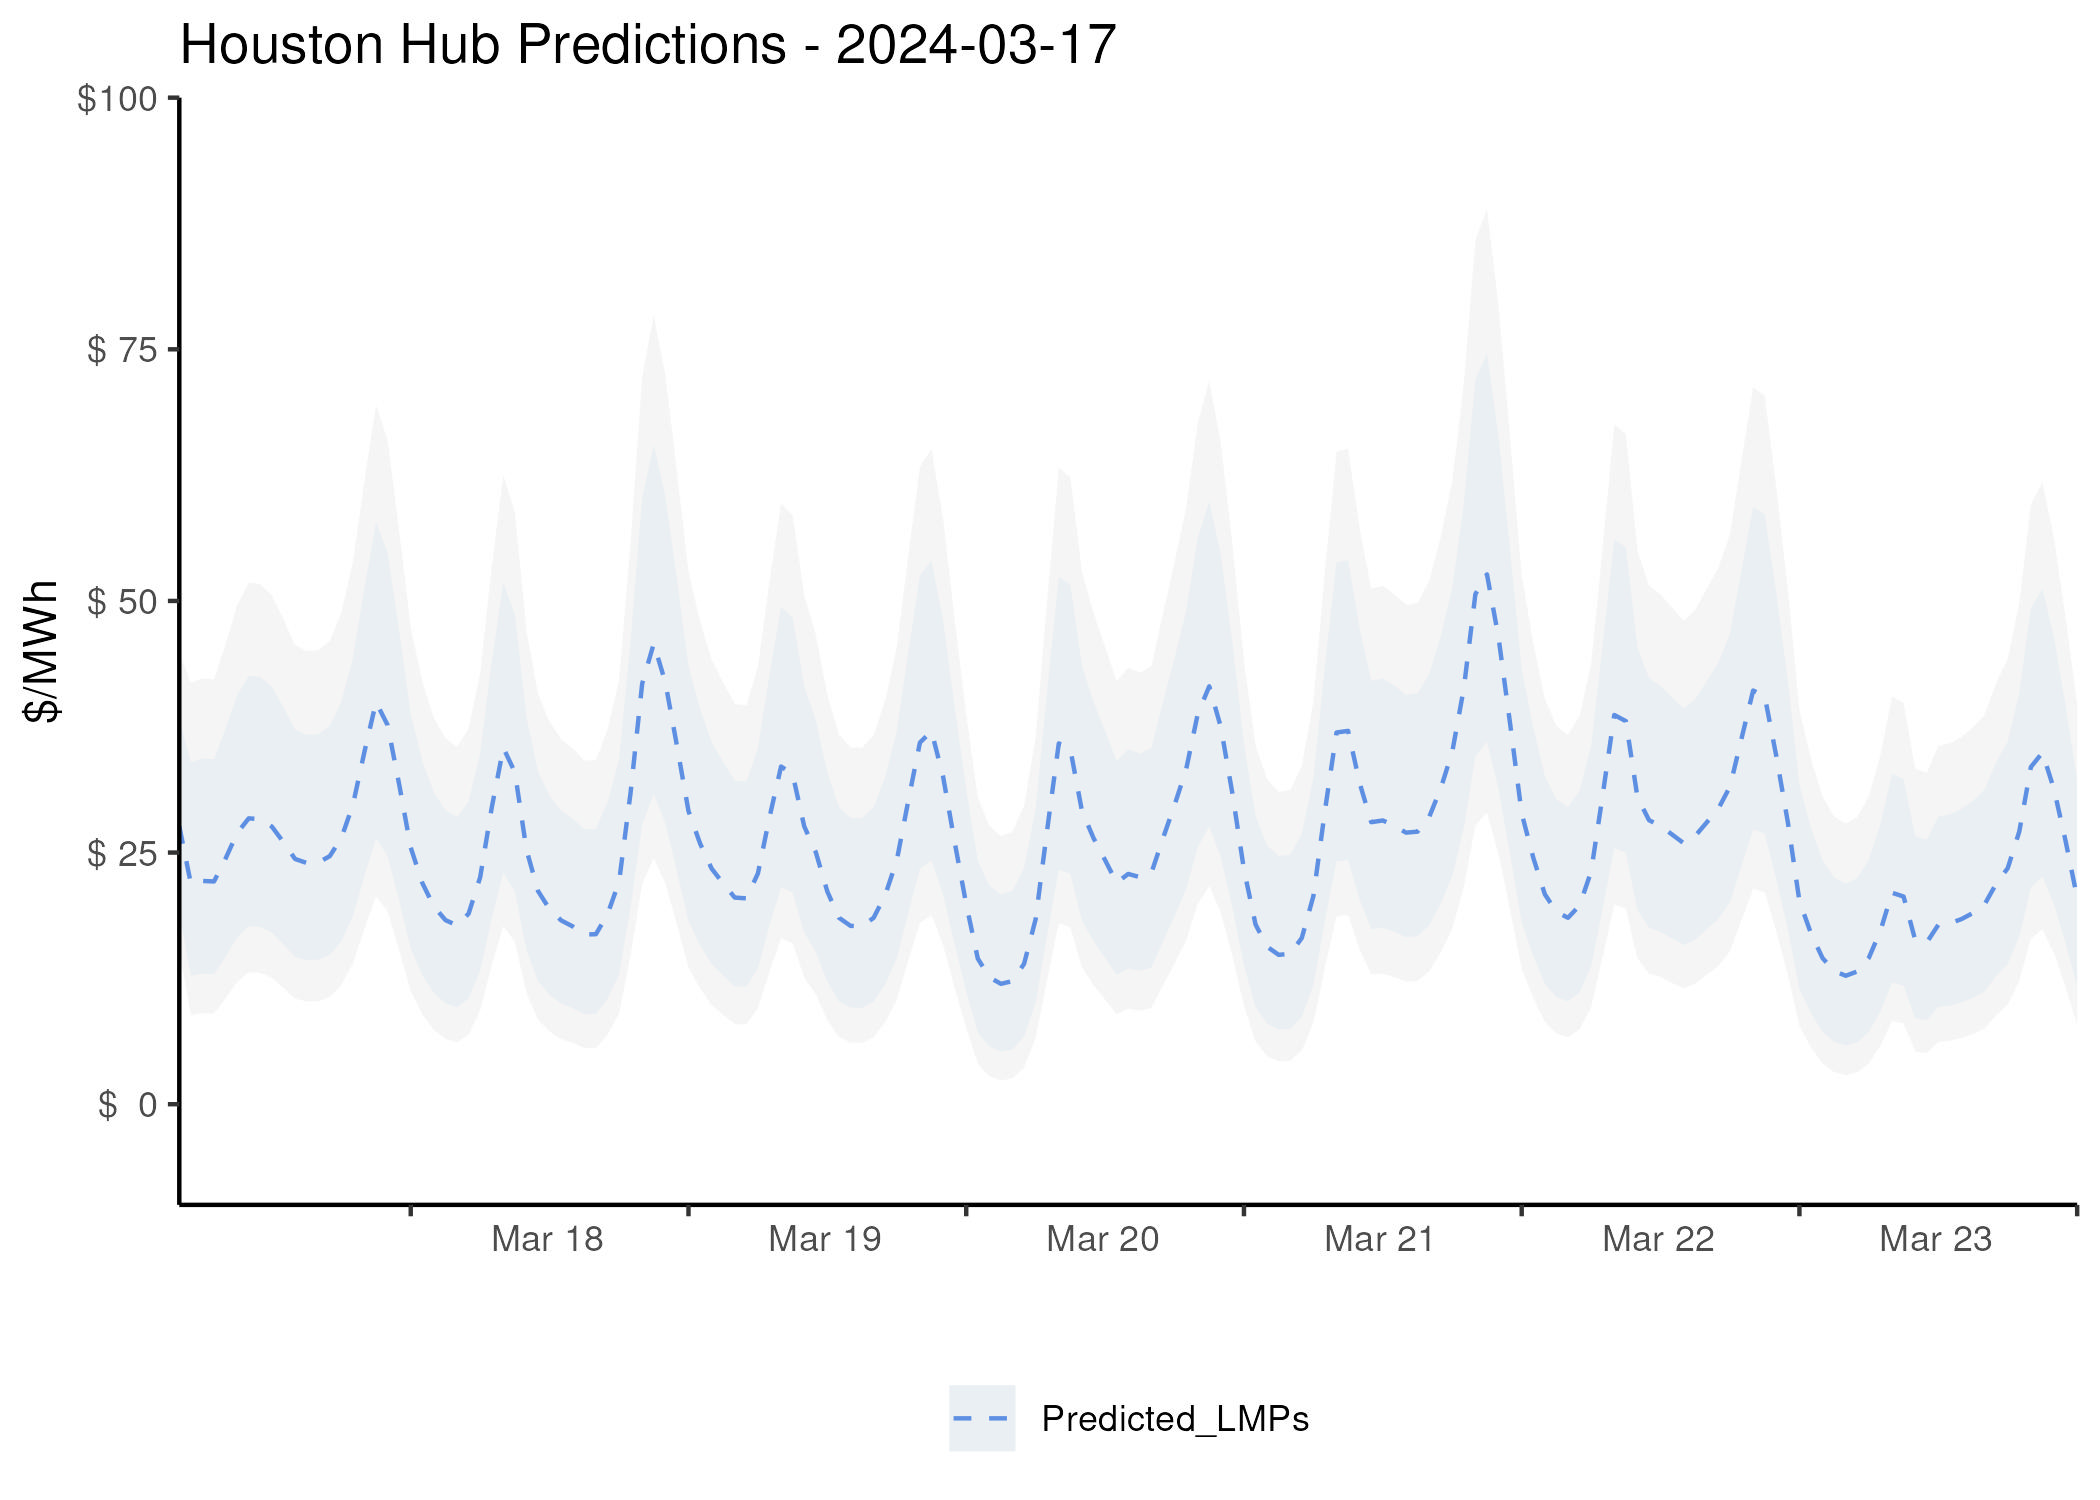 Houston Hub Predictions - 2024-03-17
$100
$ 75
$ 50
$ 25
$  0
$/MWh
Mar 18 Mar 19 Mar 20 Mar 21 Mar 22 Mar 23
Predicted_LMPs